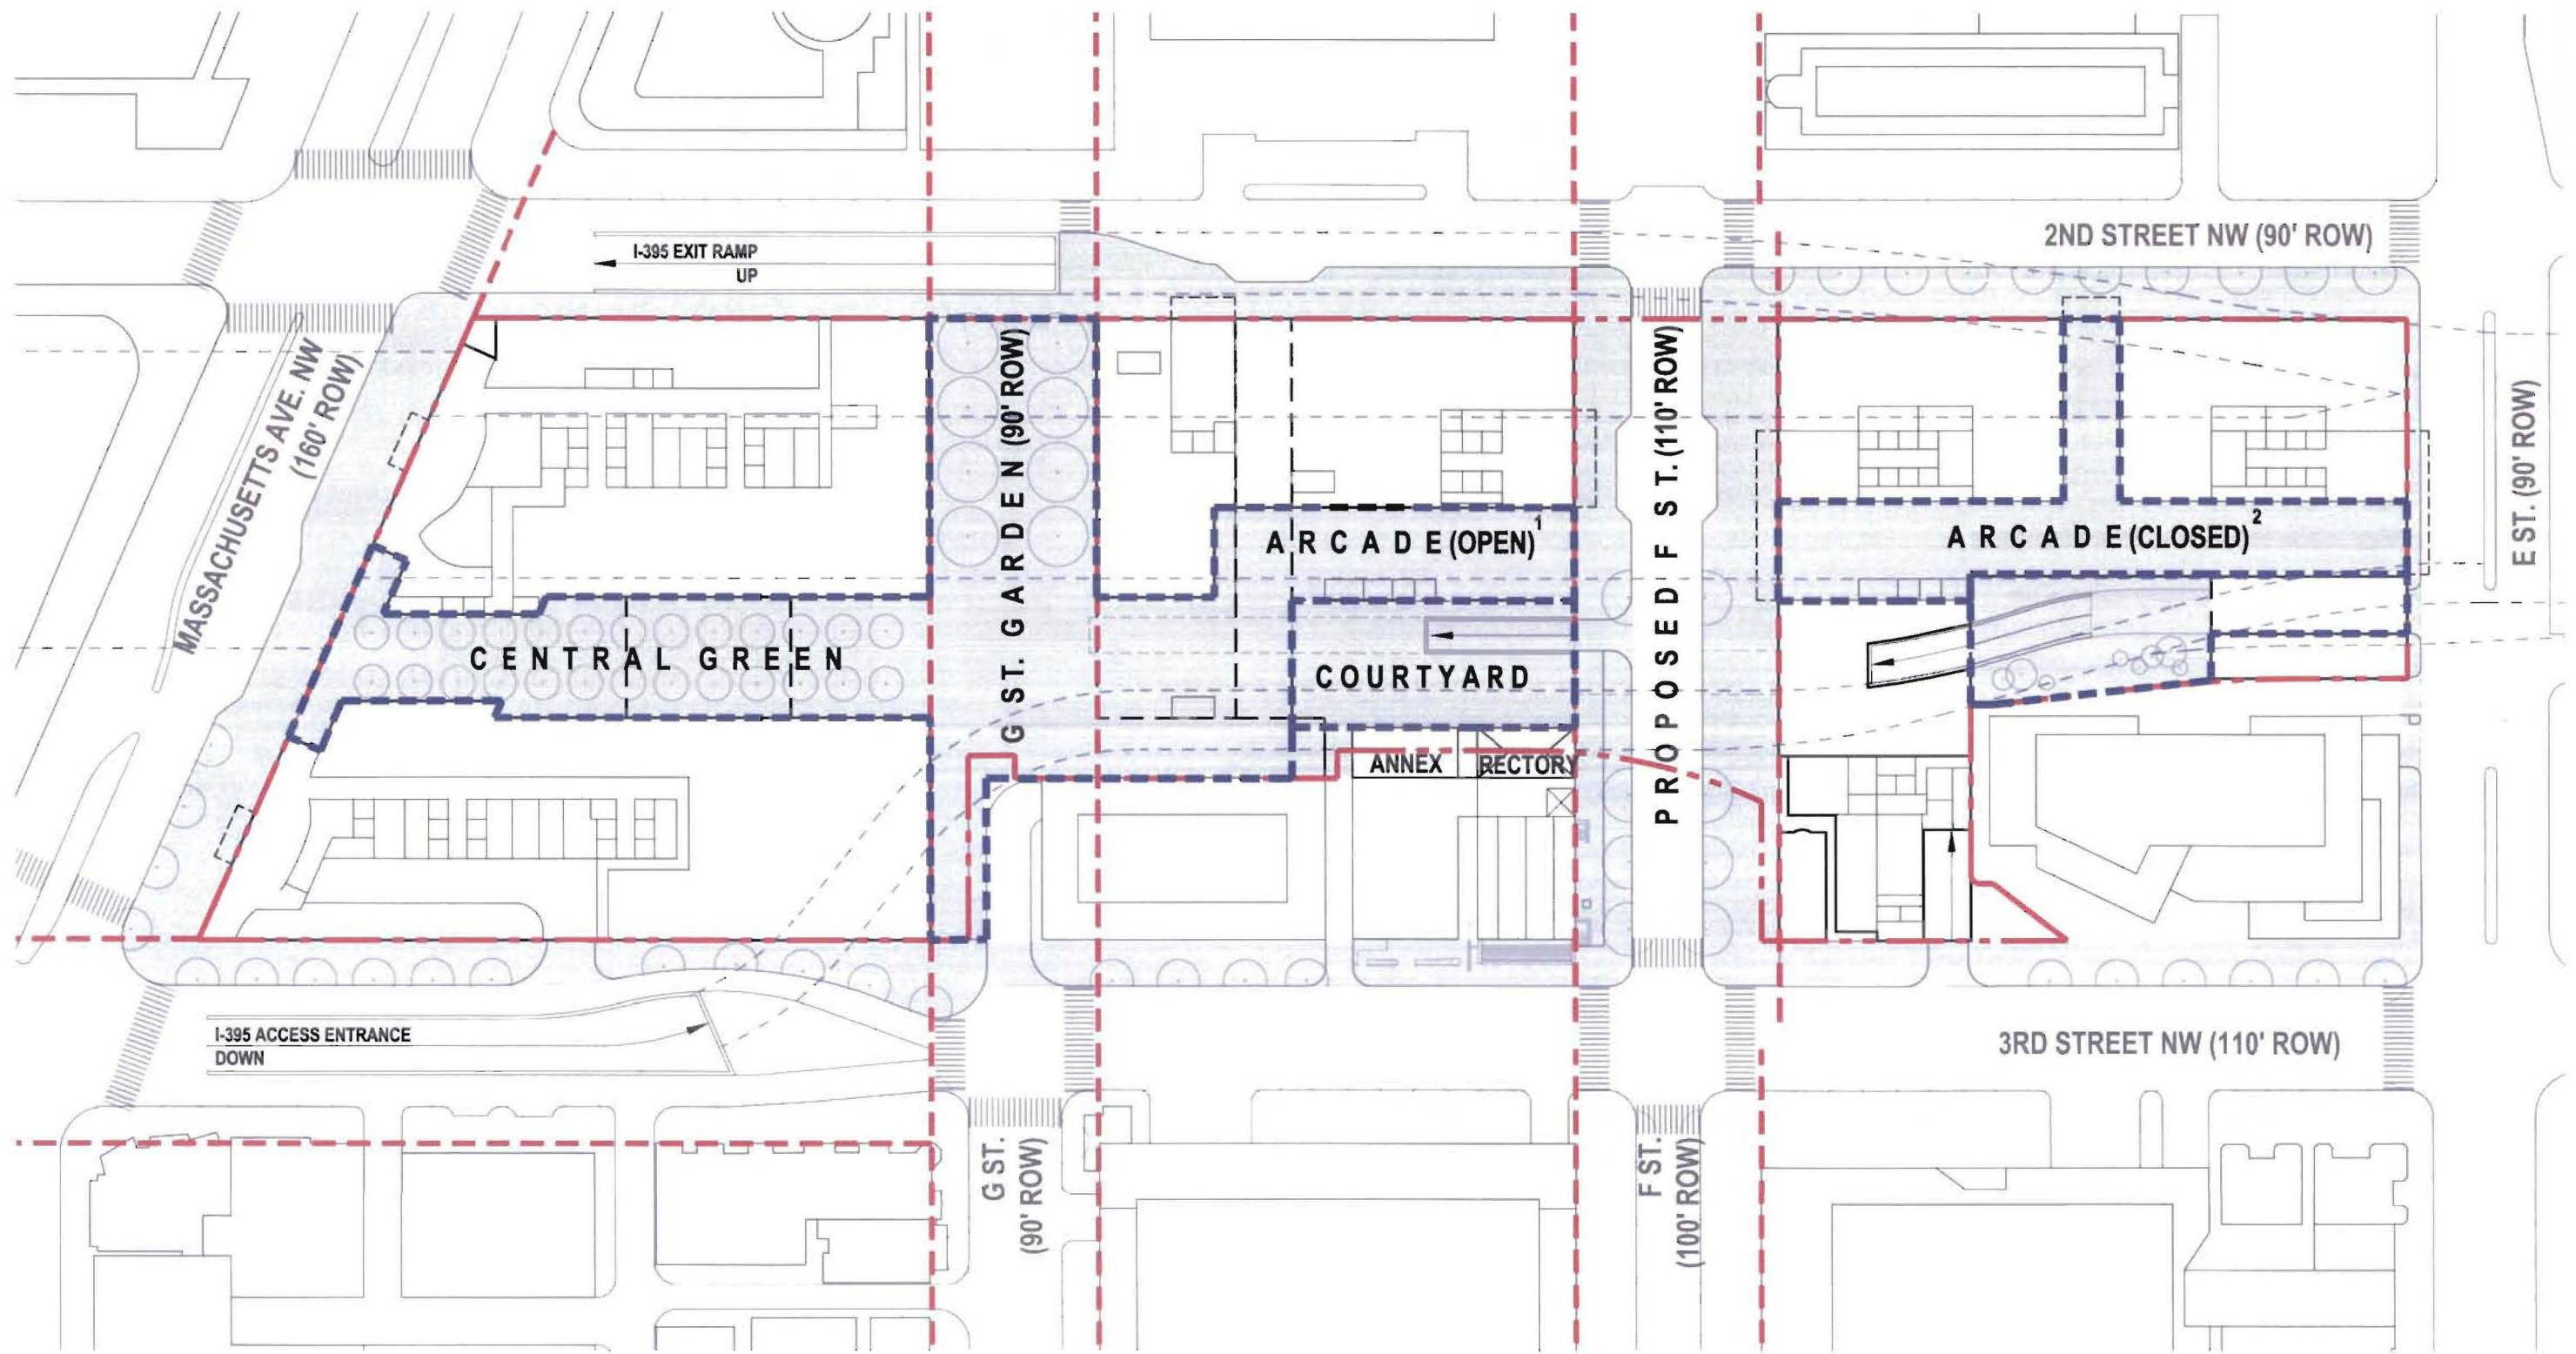 2ND STREET NW (90' ROW)
I-395 EXIT RAMP
UP
MASSACHUSETTS AVE. NW
(160' ROW)
G ST. GARDEN (90' ROW)
PROPOSED F ST. (110' ROW)
E ST. (90' ROW)
ARCADE (OPEN)1
ARCADE (CLOSED)2
CENTRAL GREEN
COURTYARD
ANNEX
RECTORY
I-395 ACCESS ENTRANCE
DOWN
3RD STREET NW (110' ROW)
G ST.
(90' ROW)
F ST.
(100' ROW)